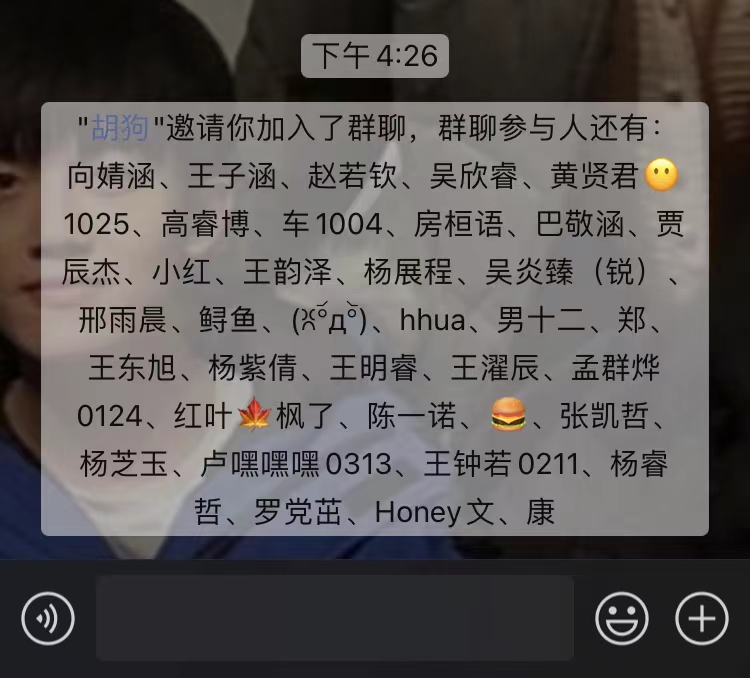 下午4:26
"胡狗"邀请你加入了群聊，群聊参与人还有：
向婧涵、王子涵、赵若钦、吴欣睿、黄贤君😶
1025、高睿博、车1004、房桓语、巴敬涵、贾
辰杰、小红、王韵泽、杨展程、吴炎臻（锐）、
邢雨晨、鲟鱼、(ꐦ°᷄д°᷅)、hhua、男十二、郑、
王东旭、杨紫倩、王明睿、王濯辰、孟群烨
0124、红叶🍁枫了、陈一诺、🍔、张凯哲、
杨芝玉、卢嘿嘿嘿0313、王钟若0211、杨睿
哲、罗党茁、Honey文、康